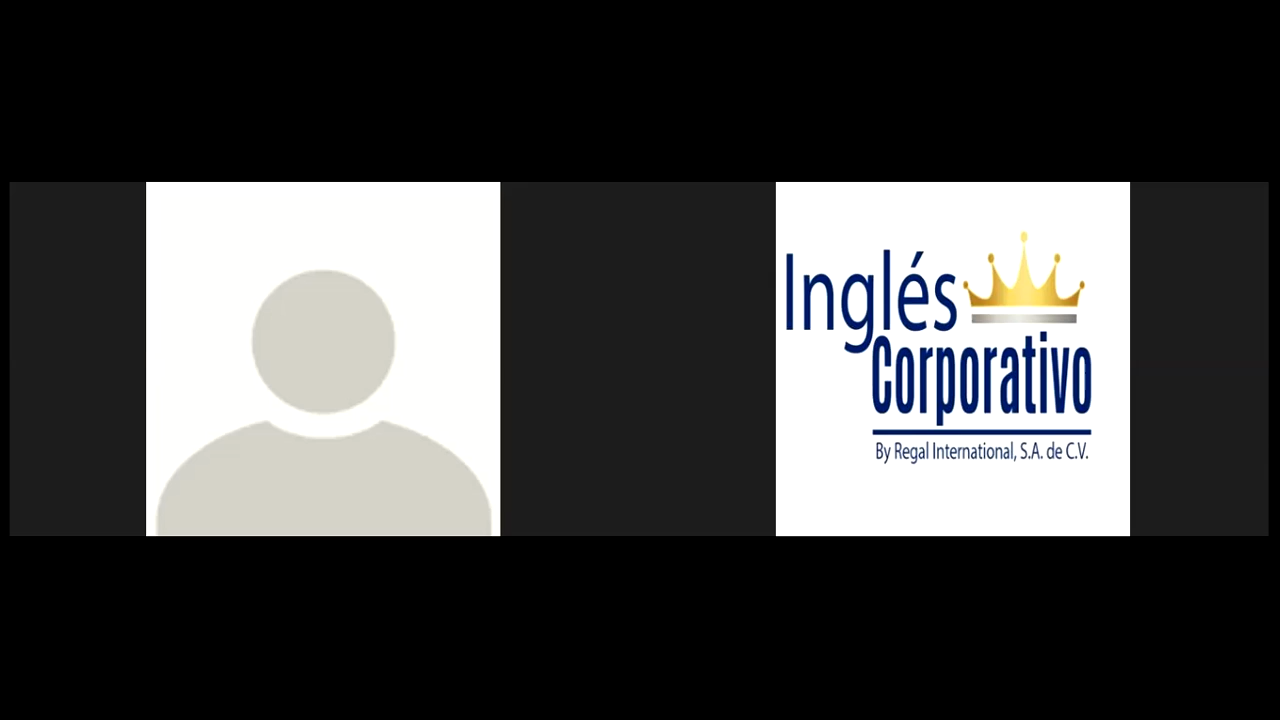 Inglés
Corporativo
By Regal International, S.A. de C.V.